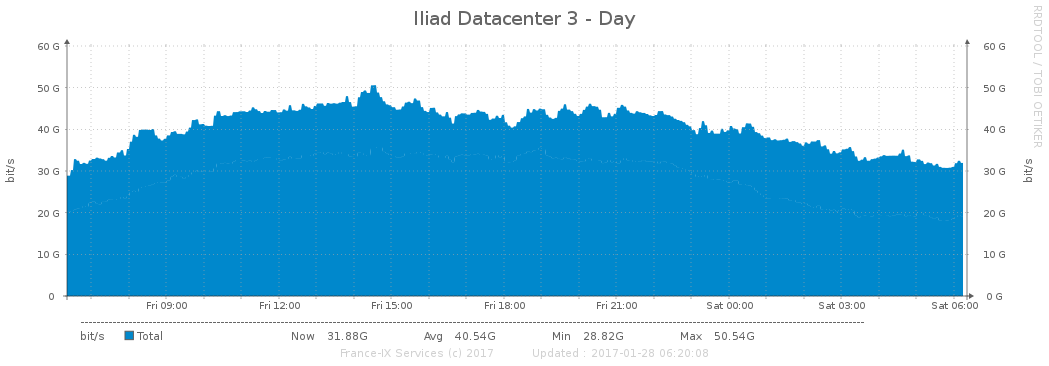 Iliad Datacenter 3 - Day
RRDTOOL / TOBI OETIKER
bit/s
60 G 60 G
50 G 50 G
40 G 40 G
30 G 30 G
20 G 20 G
10 G 10 G
0 0 G
bit/s
Fri 09:00 Fri 12:00 Fri 15:00 Fri 18:00 Fri 21:00 Sat 00:00 Sat 03:00 Sat 06:00
bit/s Total Now 31.88G Avg 40.54G Min 28.82G Max 50.54G
France-IX Services (c) 2017 Updated : 2017-01-28 06:20:08